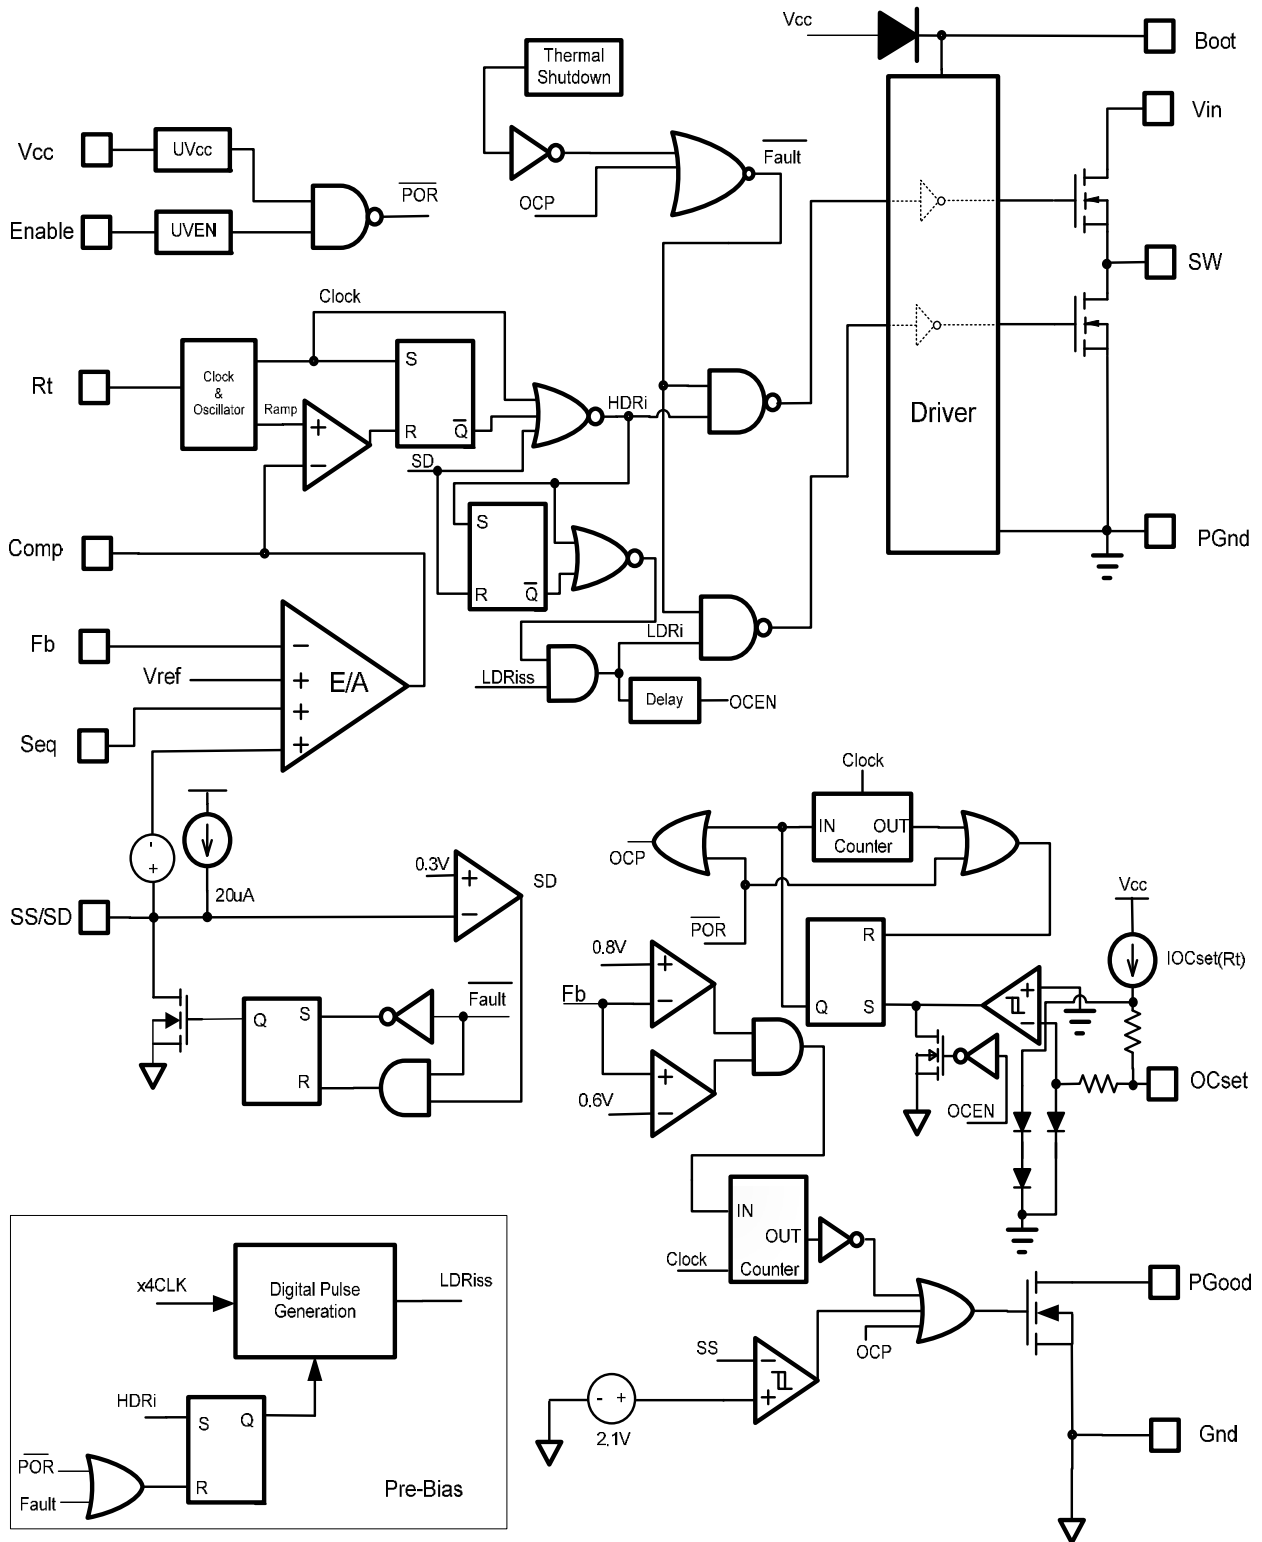 Vcc
Boot
Thermal
Shutdown
Vin
Vcc
UVcc
Fault
POR
OCP
Enable
UVEN
SW
Clock
Rt
Clock
&
Oscillator
S
Ramp
+
R
Q
HDRi
Driver
−
SD
S
Comp
PGnd
R
Q
Fb
−
LDRi
Vref
+
E/A
LDRiss
+
Delay
OCEN
Seq
+
Clock
-
+
IN
OUT
Counter
OCP
0.3V
+
SD
20uA
Vcc
SS/SD
−
POR
R
0.8V
+
IOCset(Rt)
Fault
Fb
−
Q
S
+
Q
S
−
R
+
OCset
0.6V
−
OCEN
IN
OUT
Clock
Counter
PGood
x4CLK
Digital Pulse
Generation
LDRiss
SS
−
OCP
HDRi
- +
+
S
Q
2.1V
Gnd
POR
R
Fault
Pre-Bias